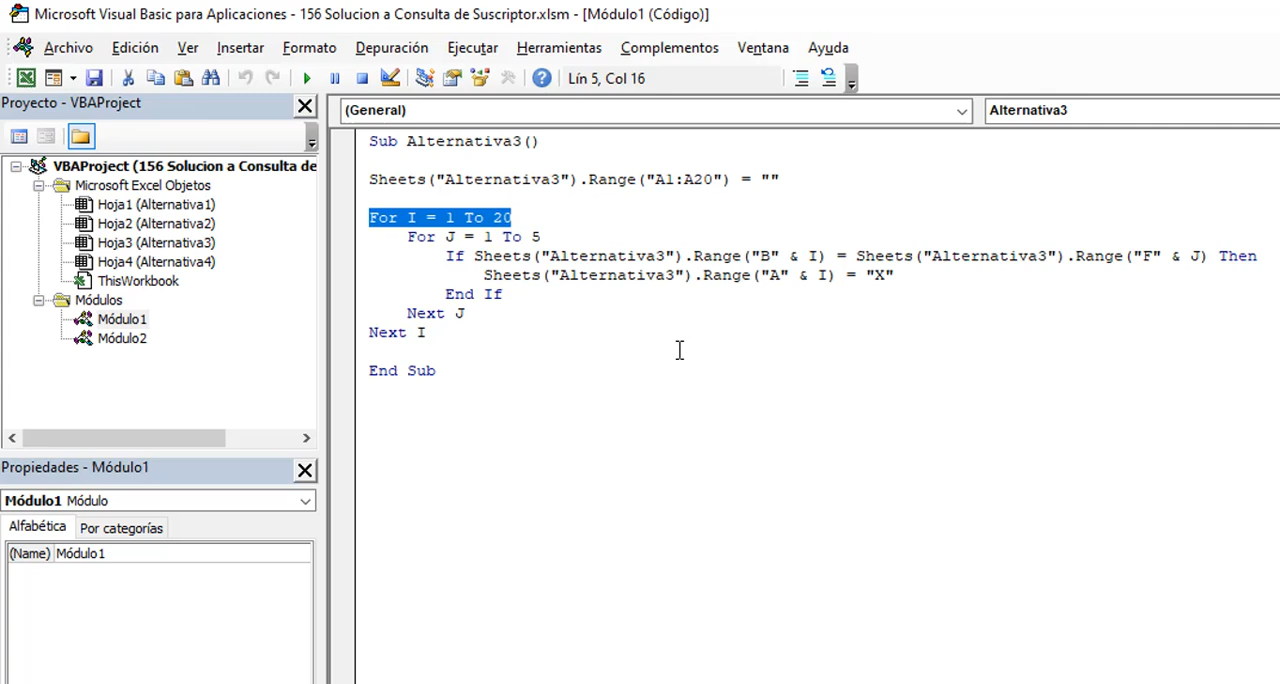 Microsoft Visual Basic para Aplicaciones - 156 Solucion a Consulta de Suscriptor.xlsm - [Módulo1 (Código)]
Archivo Edición Ver Insertar Formato Depuración Ejecutar Herramientas Complementos Ventana Ayuda
Lín 5, Col 16
Proyecto - VBAProject
VBAProject (156 Solucion a Consulta de
Microsoft Excel Objetos
Hoja1 (Alternativa1)
Hoja2 (Alternativa2)
Hoja3 (Alternativa3)
Hoja4 (Alternativa4)
ThisWorkbook
Módulos
Módulo1
Módulo2
Propiedades - Módulo1
Módulo1 Módulo
Alfabética Por categorías
(Name) Módulo1
(General) Alternativa3
Sub Alternativa3()
Sheets("Alternativa3").Range("A1:A20") = ""
For I = 1 To 20
For J = 1 To 5
If Sheets("Alternativa3").Range("B" & I) = Sheets("Alternativa3").Range("F" & J) Then
Sheets("Alternativa3").Range("A" & I) = "X"
End If
Next J
Next I
End Sub